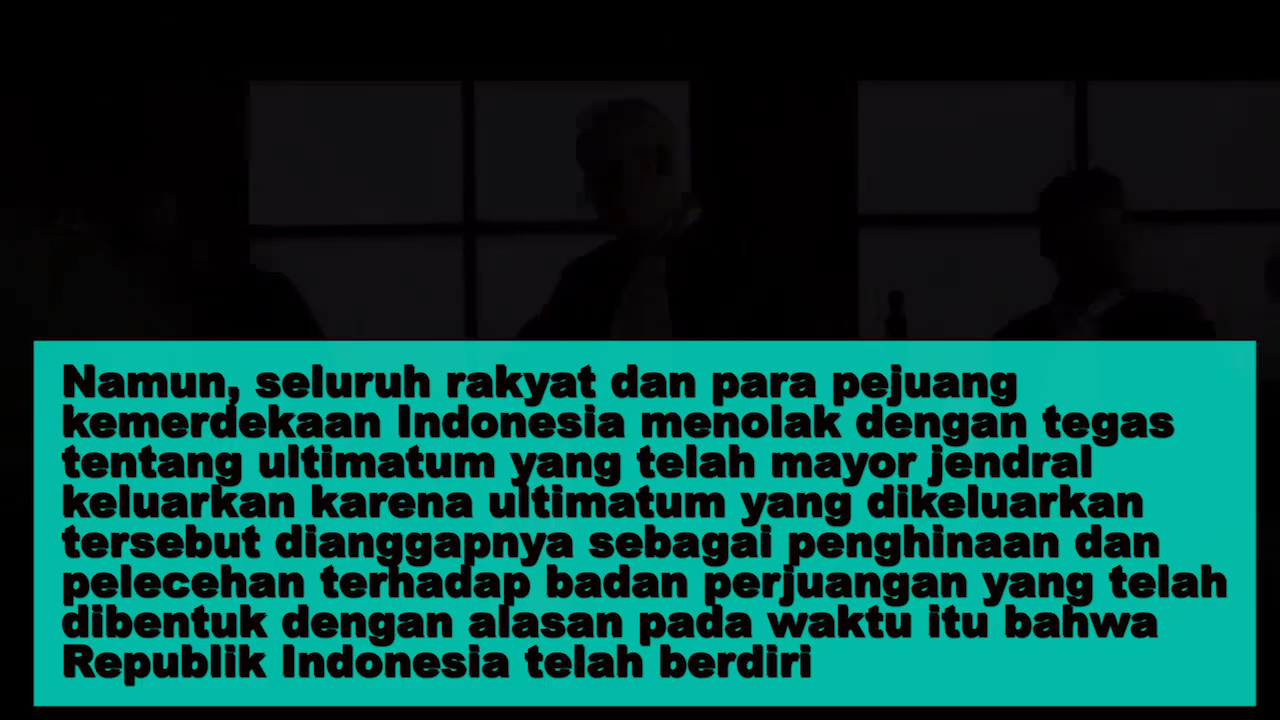 Namun, seluruh rakyat dan para pejuang
kemerdekaan Indonesia menolak dengan tegas
tentang ultimatum yang telah mayor jendral
keluarkan karena ultimatum yang dikeluarkan
tersebut dianggapnya sebagai penghinaan dan
pelecehan terhadap badan perjuangan yang telah
dibentuk dengan alasan pada waktu itu bahwa
Republik Indonesia telah berdiri